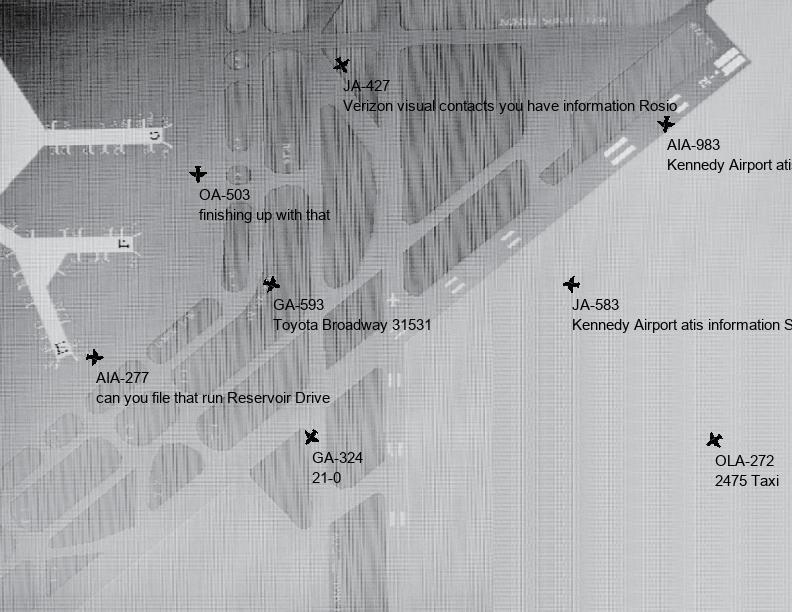 JA-427
Verizon visual contacts you have information Rosio
AIA-983
Kennedy Airport ati
OA-503
finishing up with that
GA-593
Toyota Broadway 31531
JA-583
Kennedy Airport atis information S
AIA-277
can you file that run Reservoir Drive
GA-324
21-0
OLA-272
2475 Taxi